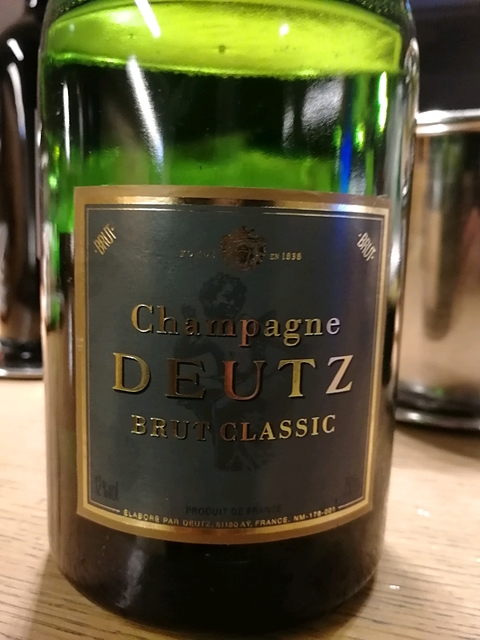 ·BRUT·
·BRUT·
EN 1838
Champagne
DEUTZ
BRUT CLASSIC
PRODUIT DE FRANCE
ÉLABORÉ PAR DEUTZ, 51160 AŸ, FRANCE. NM-178-001